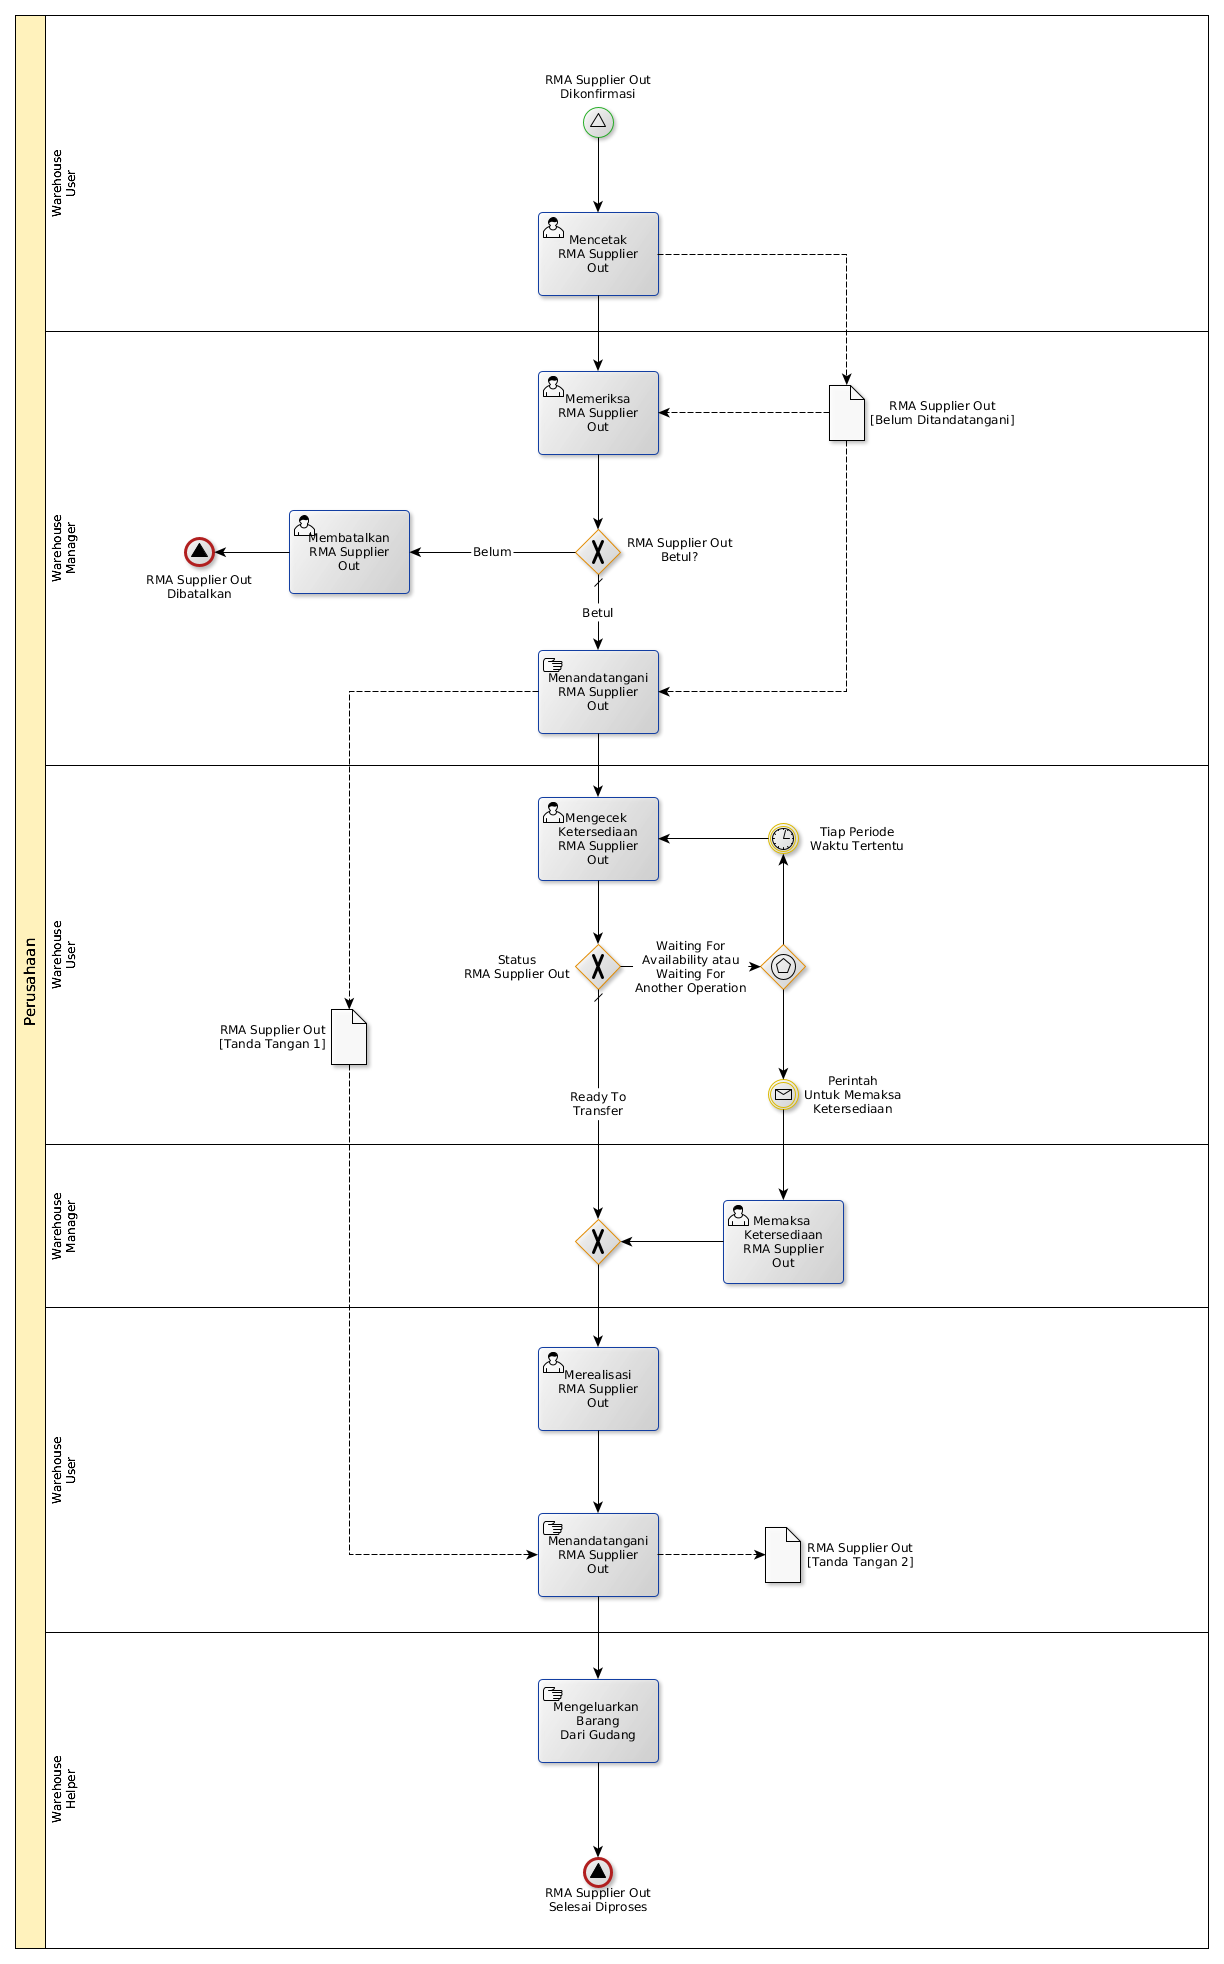 Perusahaan
Warehouse
User
RMA Supplier Out
Dikonfirmasi
Mencetak
RMA Supplier
Out
Warehouse
Manager
Memeriksa
RMA Supplier
Out
RMA Supplier Out
[Belum Ditandatangani]
RMA Supplier Out
Betul?
Belum
Membatalkan
RMA Supplier
Out
RMA Supplier Out
Dibatalkan
Betul
Menandatangani
RMA Supplier
Out
Warehouse
User
Mengecek
Ketersediaan
RMA Supplier
Out
Tiap Periode
Waktu Tertentu
Status
RMA Supplier Out
Waiting For
Availability atau
Waiting For
Another Operation
RMA Supplier Out
[Tanda Tangan 1]
Ready To
Transfer
Perintah
Untuk Memaksa
Ketersediaan
Warehouse
Manager
Memaksa
Ketersediaan
RMA Supplier
Out
Warehouse
User
Merealisasi
RMA Supplier
Out
Menandatangani
RMA Supplier
Out
RMA Supplier Out
[Tanda Tangan 2]
Warehouse
Helper
Mengeluarkan
Barang
Dari Gudang
RMA Supplier Out
Selesai Diproses